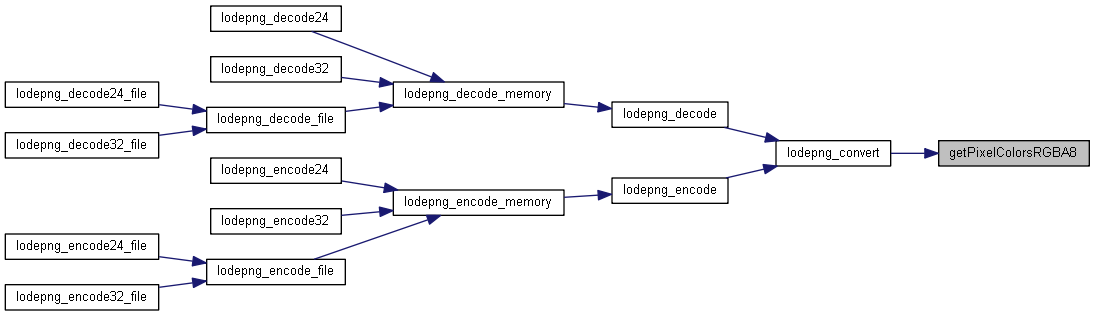 lodepng_decode24
lodepng_decode32
lodepng_decode24_file
lodepng_decode_memory
lodepng_decode_file
lodepng_decode
lodepng_decode32_file
lodepng_convert
getPixelColorsRGBA8
lodepng_encode24
lodepng_encode
lodepng_encode_memory
lodepng_encode32
lodepng_encode24_file
lodepng_encode_file
lodepng_encode32_file